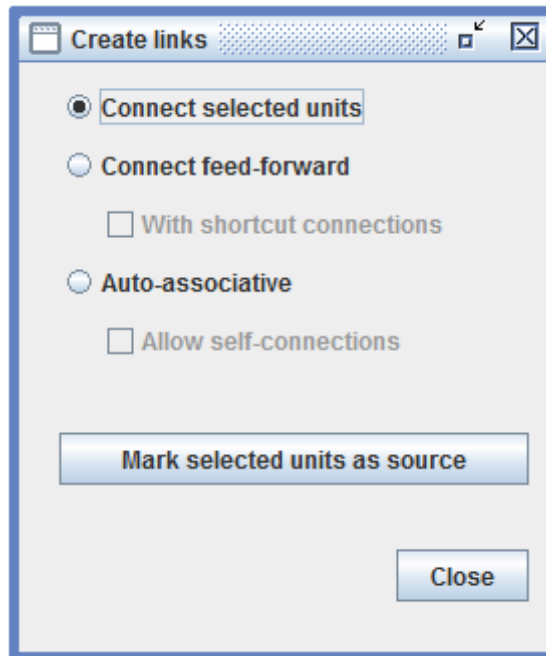 Create links
Connect selected units
Connect feed-forward
With shortcut connections
Auto-associative
Allow self-connections
Mark selected units as source
Close